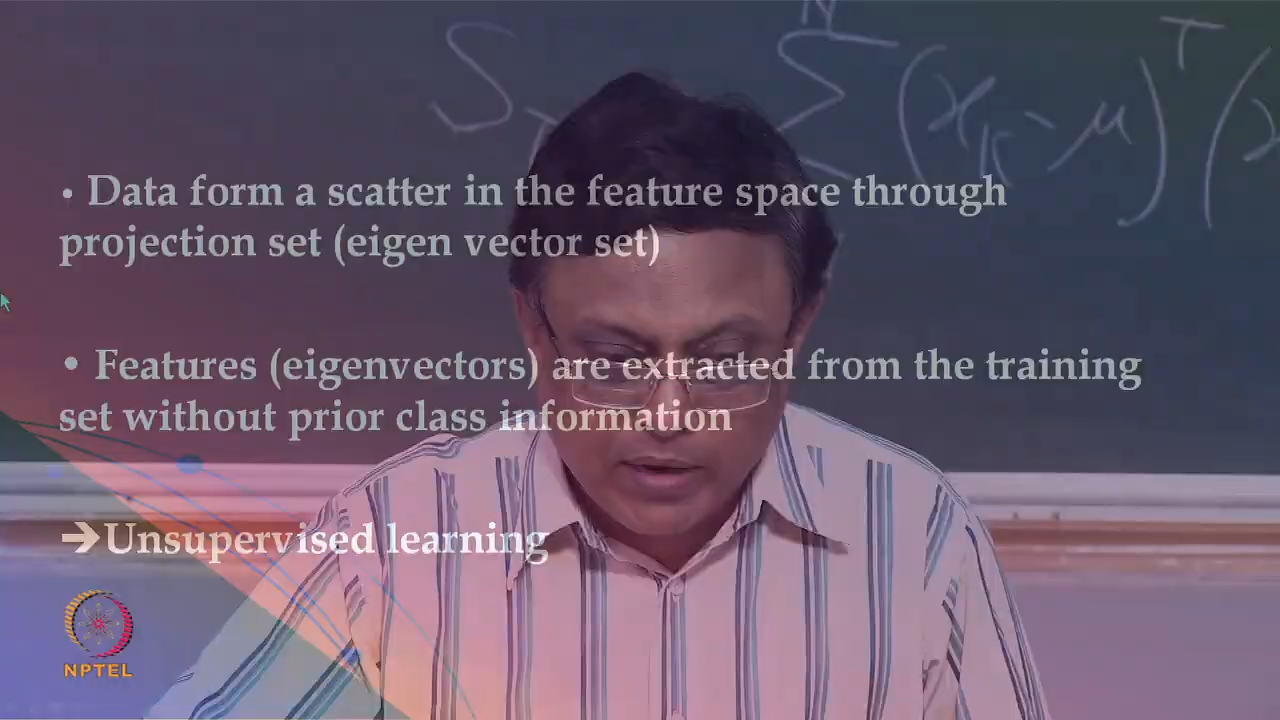 S
N
Σ (x_k - μ)^T (x
• Data form a scatter in the feature space through
projection set (eigen vector set)
• Features (eigenvectors) are extracted from the training
set without prior class information
➔Unsupervised learning
NPTEL